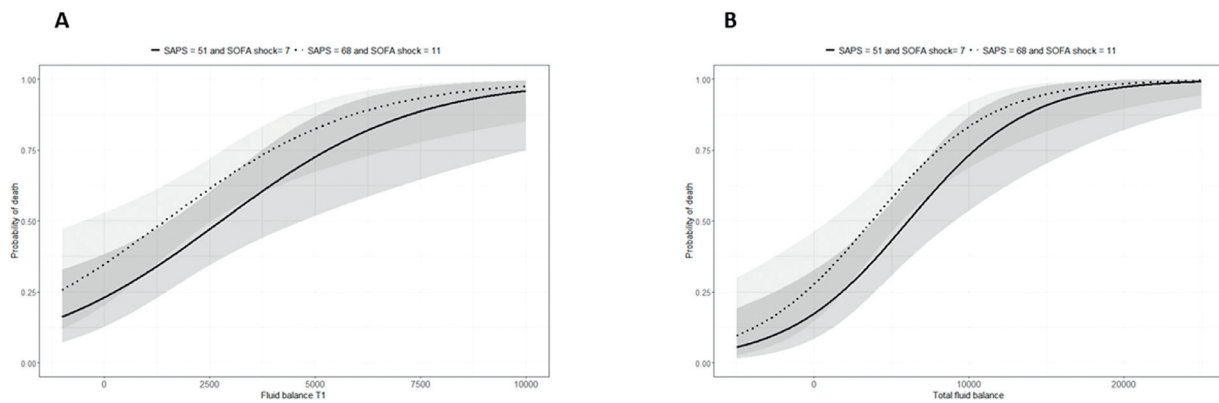 A
SAPS = 51 and SOFA shock= 7 SAPS = 68 and SOFA shock = 11
1.00
0.75
0.50
0.25
0.00
Probability of death
0 2500 5000 7500 10000
Fluid balance T1
B
SAPS = 51 and SOFA shock= 7 SAPS = 68 and SOFA shock = 11
1.00
0.75
0.50
0.25
0.00
Probability of death
0 10000 20000
Total fluid balance